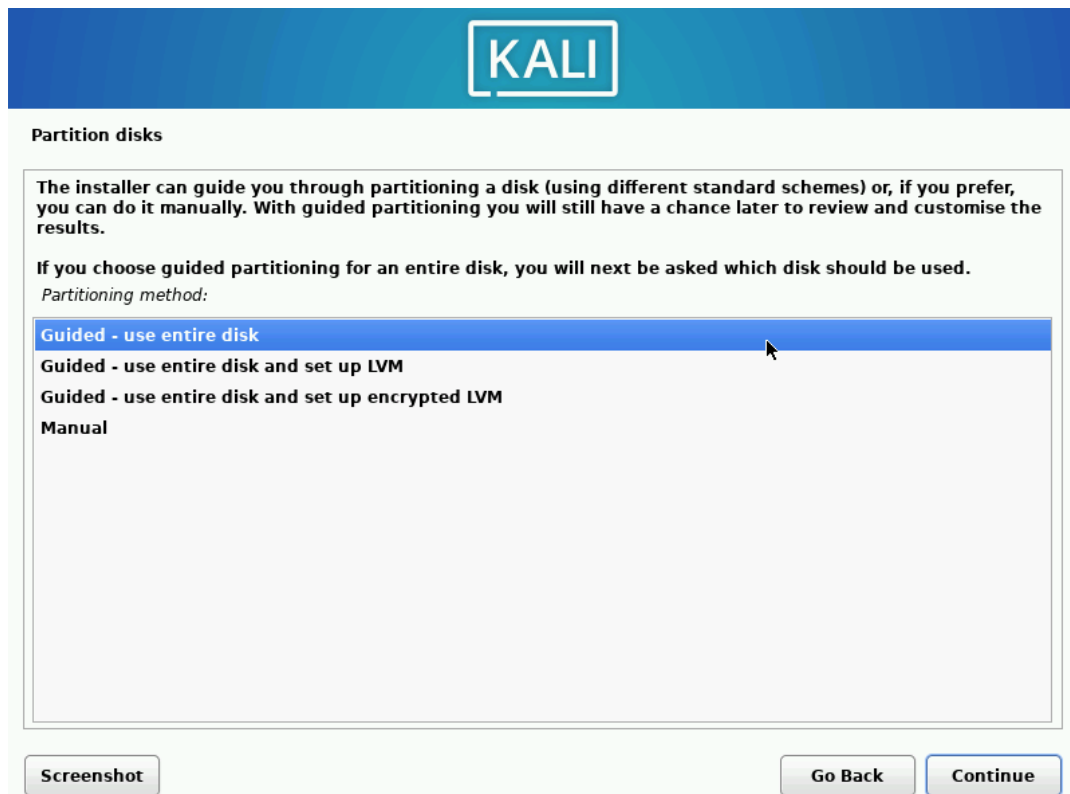 KALI
Partition disks
The installer can guide you through partitioning a disk (using different standard schemes) or, if you prefer,
you can do it manually. With guided partitioning you will still have a chance later to review and customise the
results.
If you choose guided partitioning for an entire disk, you will next be asked which disk should be used.
Partitioning method:
Guided - use entire disk
Guided - use entire disk and set up LVM
Guided - use entire disk and set up encrypted LVM
Manual
Screenshot
Go Back
Continue